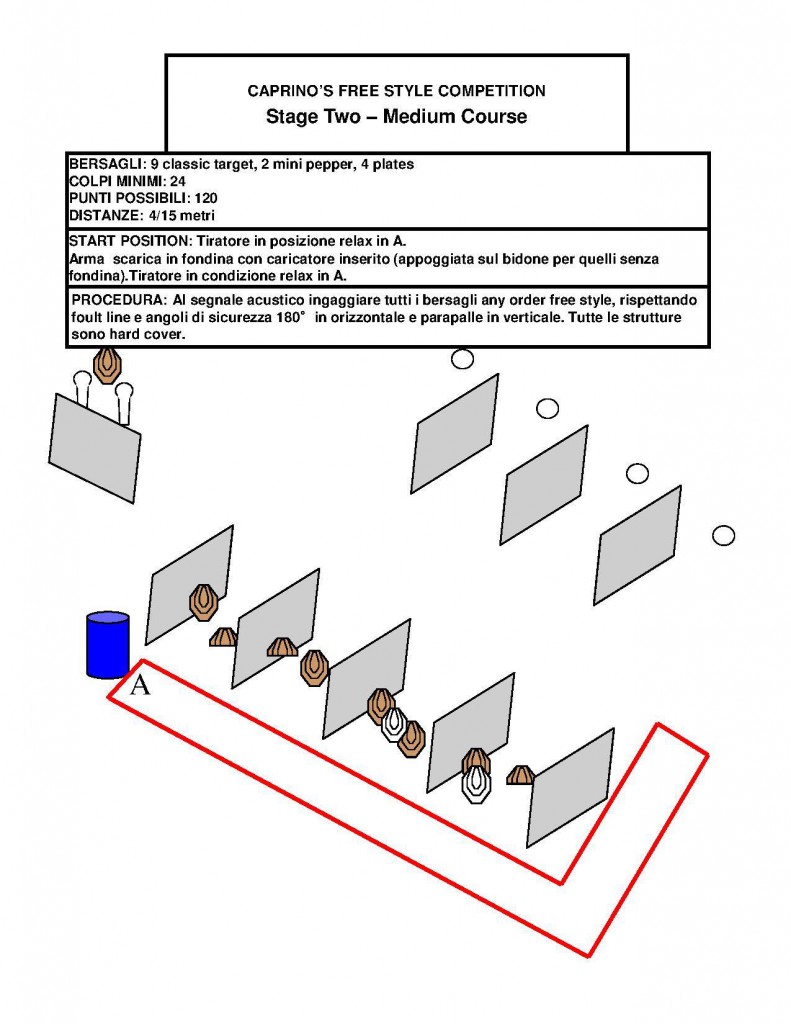 CAPRINO'S FREE STYLE COMPETITION
Stage Two – Medium Course
BERSAGLI: 9 classic target, 2 mini pepper, 4 plates
COLPI MINIMI: 24
PUNTI POSSIBILI: 120
DISTANZE: 4/15 metri
START POSITION: Tiratore in posizione relax in A.
Arma scarica in fondina con caricatore inserito (appoggiata sul bidone per quelli senza
fondina).Tiratore in condizione relax in A.
PROCEDURA: Al segnale acustico ingaggiare tutti i bersagli any order free style, rispettando
foult line e angoli di sicurezza 180° in orizzontale e parapalle in verticale. Tutte le strutture
sono hard cover.
A